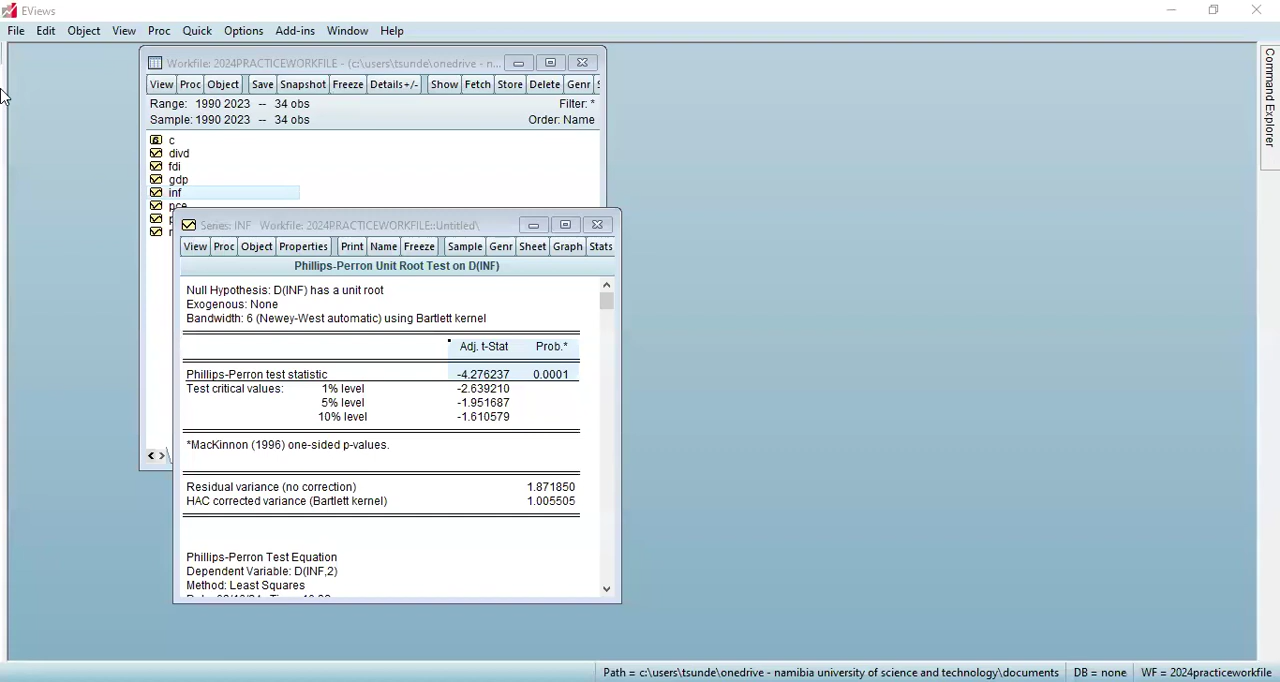 EViews
File Edit Object View Proc Quick Options Add-ins Window Help
Command Explorer
Workfile: 2024PRACTICEWORKFILE - (c:\users\tsunde\onedrive - n...
View Proc Object Save Snapshot Freeze Details+/- Show Fetch Store Delete Genr
Range: 1990 2023 -- 34 obs Filter: *
Sample: 1990 2023 -- 34 obs Order: Name
c
divd
fdi
gdp
inf
pce
Series: INF Workfile: 2024PRACTICEWORKFILE::Untitled\
View Proc Object Properties Print Name Freeze Sample Genr Sheet Graph Stats
Phillips-Perron Unit Root Test on D(INF)
Null Hypothesis: D(INF) has a unit root
Exogenous: None
Bandwidth: 6 (Newey-West automatic) using Bartlett kernel
Adj. t-Stat Prob.*
Phillips-Perron test statistic -4.276237 0.0001
Test critical values: 1% level -2.639210
5% level -1.951687
10% level -1.610579
*MacKinnon (1996) one-sided p-values.
Residual variance (no correction) 1.871850
HAC corrected variance (Bartlett kernel) 1.005505
Phillips-Perron Test Equation
Dependent Variable: D(INF,2)
Method: Least Squares
Path = c:\users\tsunde\onedrive - namibia university of science and technology\documents DB = none WF = 2024practiceworkfile